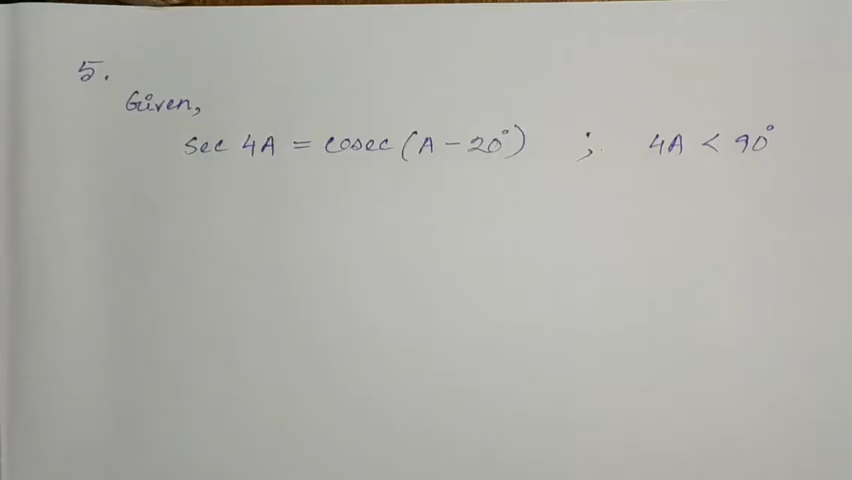 5.
Given,
sec 4A = cosec (A - 20°) ; 4A < 90°